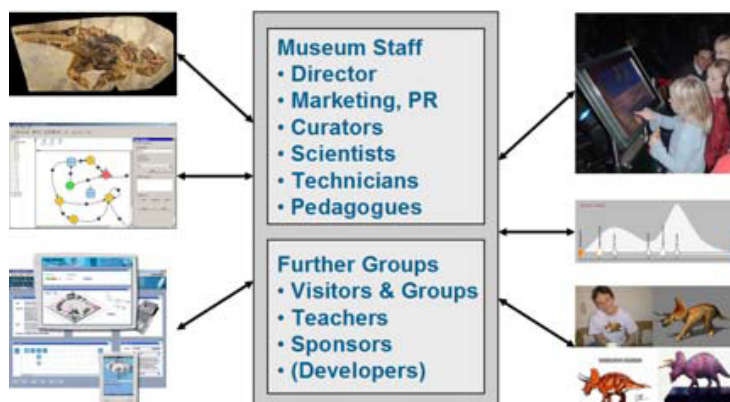 Museum Staff
• Director
• Marketing, PR
• Curators
• Scientists
• Technicians
• Pedagogues
Further Groups
• Visitors & Groups
• Teachers
• Sponsors
• (Developers)